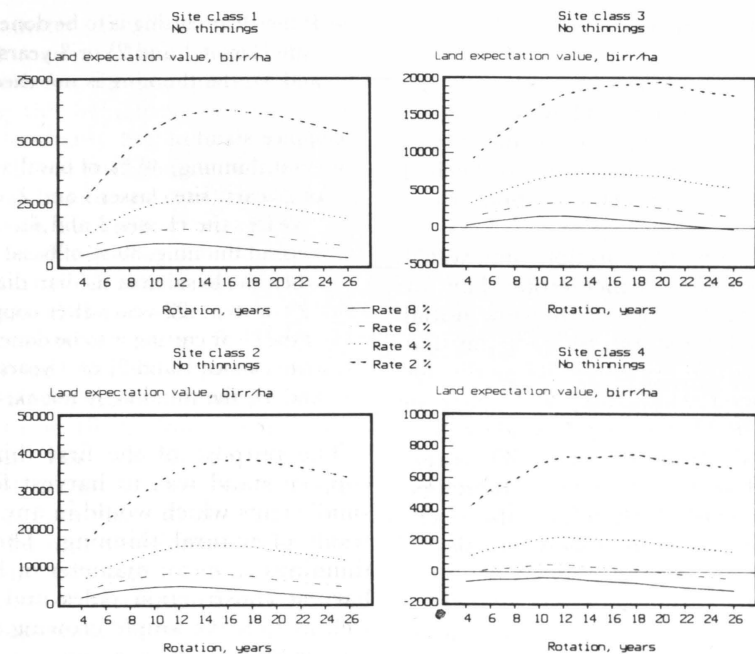 Site class 1
No thinnings
Land expectation value, birr/ha
75000
50000
25000
0
4 6 8 10 12 14 16 18 20 22 24 26
Rotation, years
Site class 3
No thinnings
Land expectation value, birr/ha
20000
15000
10000
5000
0
-5000
4 6 8 10 12 14 16 18 20 22 24 26
Rotation, years
Rate 8 %
Rate 6 %
Rate 4 %
Rate 2 %
Site class 2
No thinnings
Land expectation value, birr/ha
50000
40000
30000
20000
10000
0
4 6 8 10 12 14 16 18 20 22 24 26
Rotation, years
Site class 4
No thinnings
Land expectation value, birr/ha
10000
8000
6000
4000
2000
0
-2000
4 6 8 10 12 14 16 18 20 22 24 26
Rotation, years